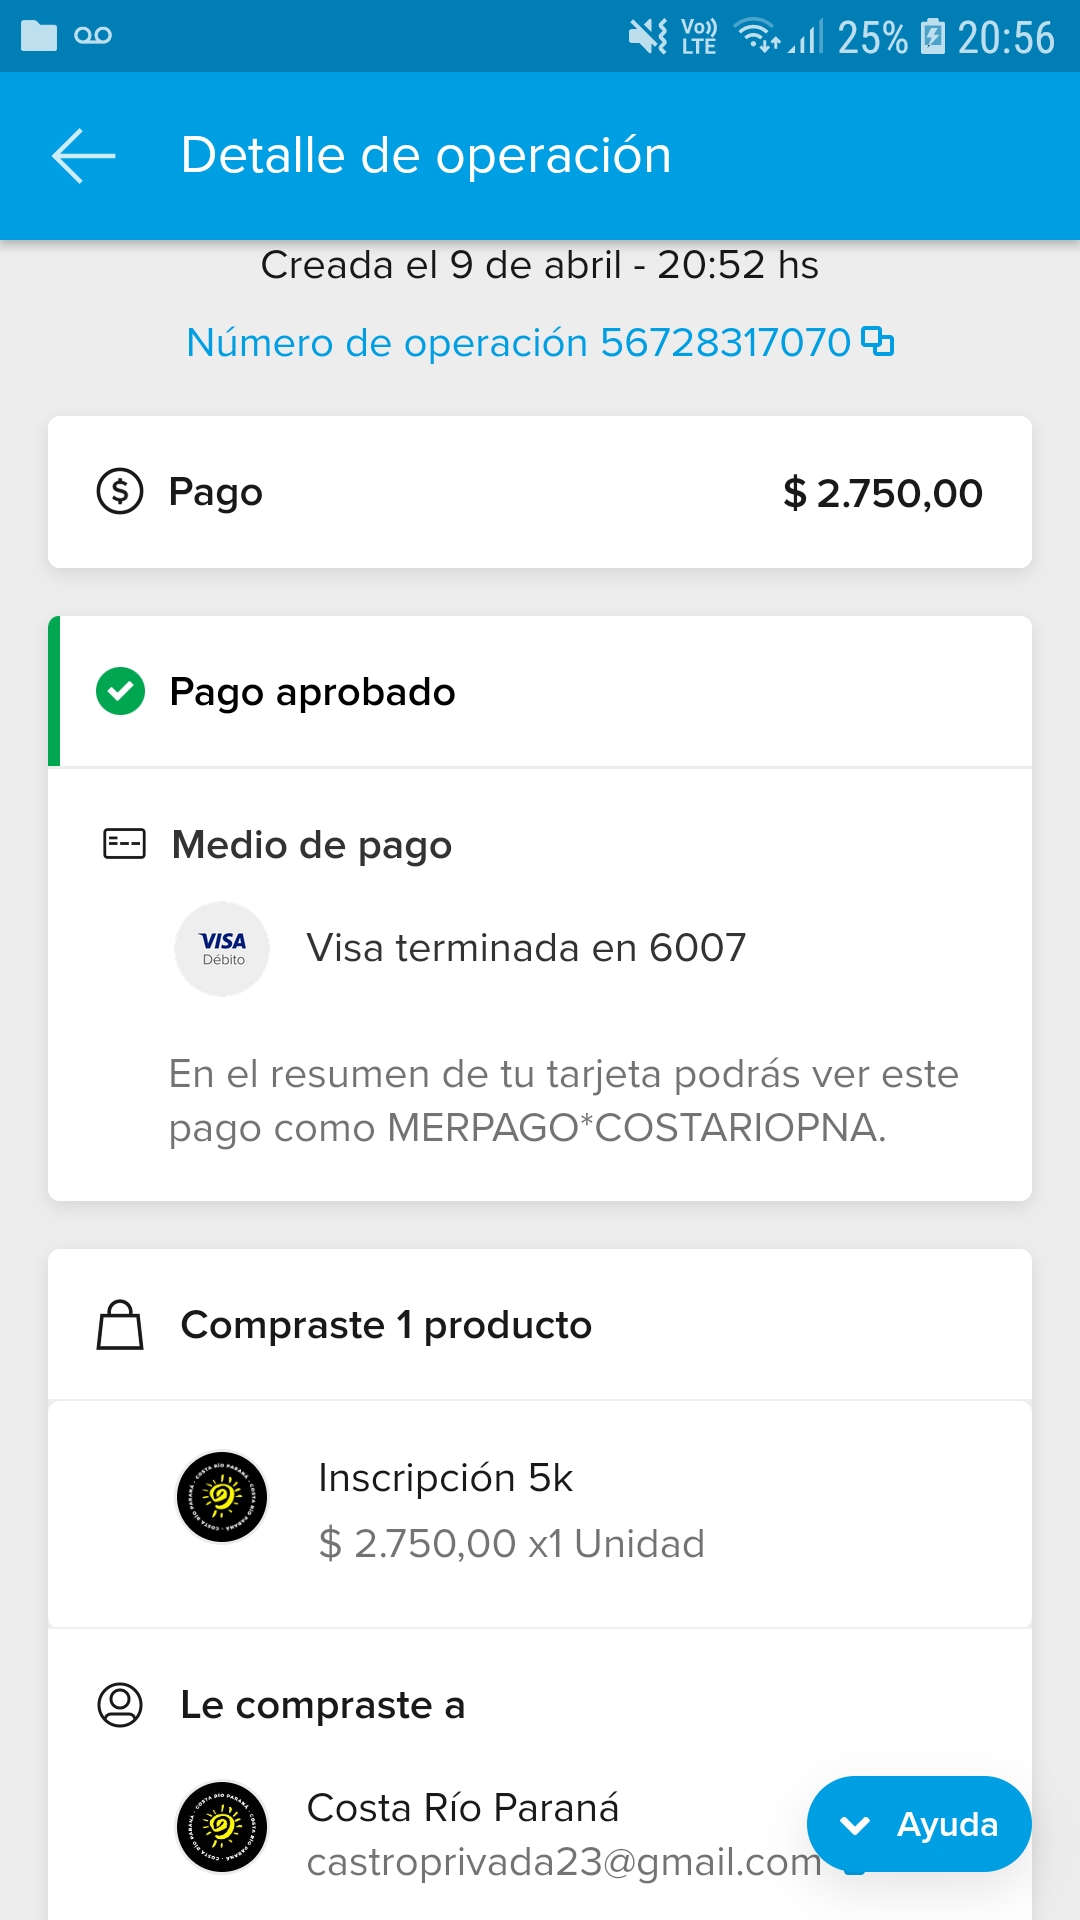 Vo))
LTE
25%
20:56
Detalle de operación
Creada el 9 de abril - 20:52 hs
Número de operación 56728317070
Pago
$ 2.750,00
Pago aprobado
Medio de pago
VISA
Débito
Visa terminada en 6007
En el resumen de tu tarjeta podrás ver este
pago como MERPAGO*COSTARIOPNA.
Compraste 1 producto
Inscripción 5k
$ 2.750,00 x1 Unidad
Le compraste a
Costa Río Paraná
castroprivada23@gmail.com
Ayuda